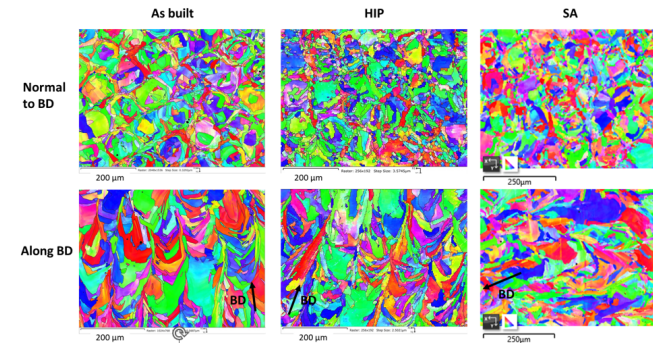 As built
HIP
SA
Normal
to BD
200 µm
200 µm
250µm
Along BD
BD
BD
BD
200 µm
200 µm
250µm